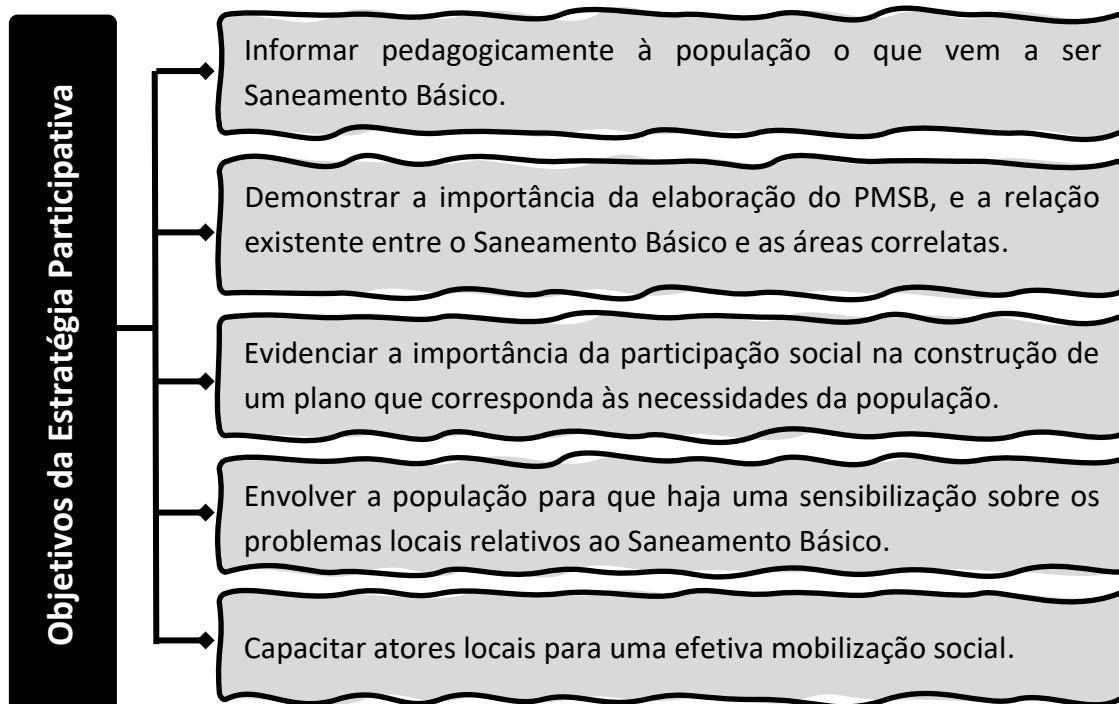 Objetivos da Estratégia Participativa
Informar pedagogicamente à população o que vem a ser
Saneamento Básico.
Demonstrar a importância da elaboração do PMSB, e a relação
existente entre o Saneamento Básico e as áreas correlatas.
Evidenciar a importância da participação social na construção de
um plano que corresponda às necessidades da população.
Envolver a população para que haja uma sensibilização sobre os
problemas locais relativos ao Saneamento Básico.
Capacitar atores locais para uma efetiva mobilização social.